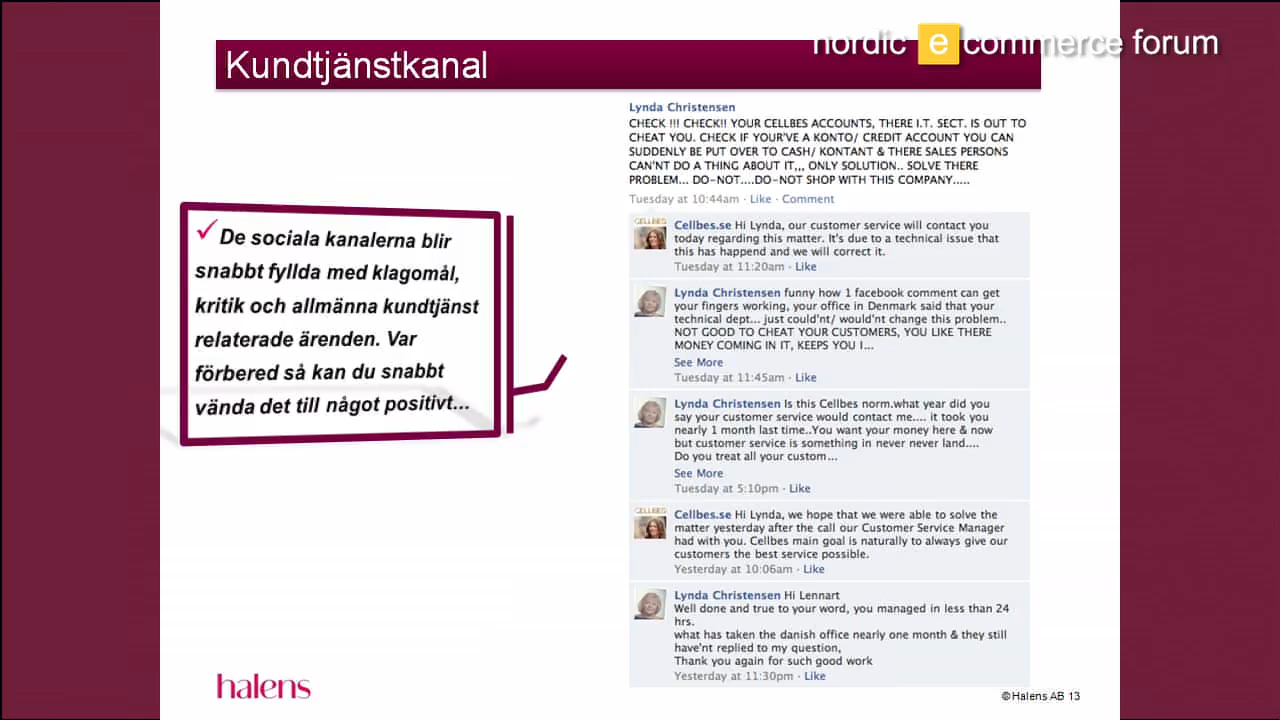 nordic e commerce forum
Kundtjänstkanal
✓ De sociala kanalerna blir
snabbt fyllda med klagomål,
kritik och allmänna kundtjänst
relaterade ärenden. Var
förbered så kan du snabbt
vända det till något positivt...
Lynda Christensen
CHECK !!! CHECK!! YOUR CELLBES ACCOUNTS, THERE I.T. SECT. IS OUT TO
CHEAT YOU. CHECK IF YOUR'VE A KONTO/ CREDIT ACCOUNT YOU CAN
SUDDENLY BE PUT OVER TO CASH/ KONTANT & THERE SALES PERSONS
CAN'NT DO A THING ABOUT IT,,, ONLY SOLUTION.. SOLVE THERE
PROBLEM... DO-NOT....DO-NOT SHOP WITH THIS COMPANY.....
Tuesday at 10:44am · Like · Comment
CELLBES
Cellbes.se Hi Lynda, our customer service will contact you
today regarding this matter. It's due to a technical issue that
this has happend and we will correct it.
Tuesday at 11:20am · Like
Lynda Christensen funny how 1 facebook comment can get
your fingers working, your office in Denmark said that your
technical dept... just could'nt/ would'nt change this problem..
NOT GOOD TO CHEAT YOUR CUSTOMERS, YOU LIKE THERE
MONEY COMING IN IT, KEEPS YOU I...
See More
Tuesday at 11:45am · Like
Lynda Christensen Is this Cellbes norm.what year did you
say your customer service would contact me.... it took you
nearly 1 month last time..You want your money here & now
but customer service is something in never never land....
Do you treat all your custom...
See More
Tuesday at 5:10pm · Like
CELLBES
Cellbes.se Hi Lynda, we hope that we were able to solve the
matter yesterday after the call our Customer Service Manager
had with you. Cellbes main goal is naturally to always give our
customers the best service possible.
Yesterday at 10:06am · Like
Lynda Christensen Hi Lennart
Well done and true to your word, you managed in less than 24
hrs.
what has taken the danish office nearly one month & they still
have'nt replied to my question,
Thank you again for such good work
Yesterday at 11:30pm · Like
halens
©Halens AB 13